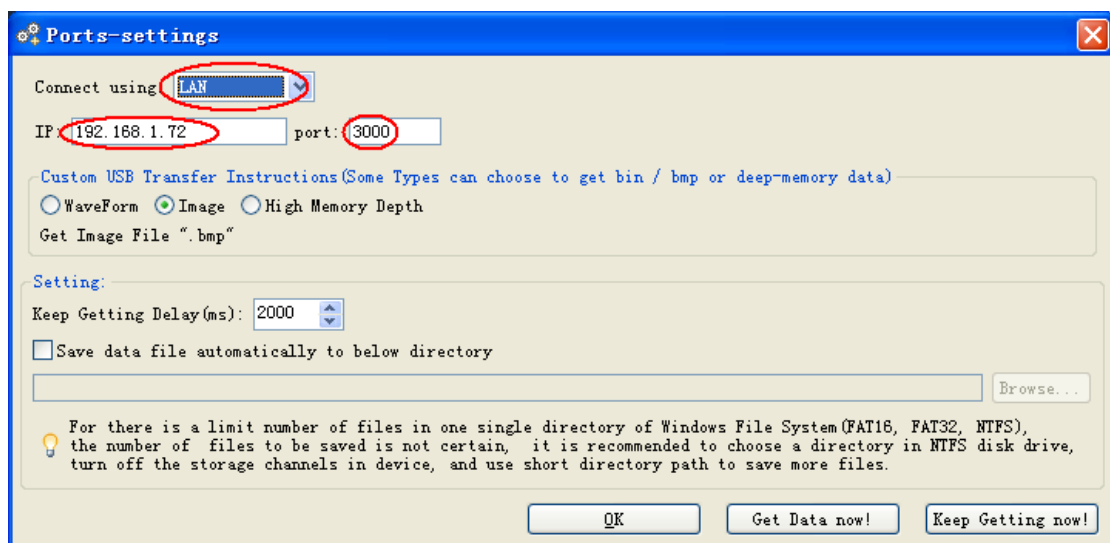 Ports-settings
Connect using: LAN
IP: 192.168.1.72 port: 3000
Custom USB Transfer Instructions(Some Types can choose to get bin / bmp or deep-memory data)
WaveForm Image High Memory Depth
Get Image File ".bmp"
Setting:
Keep Getting Delay(ms): 2000
Save data file automatically to below directory
Browse...
For there is a limit number of files in one single directory of Windows File System(FAT16, FAT32, NTFS),
the number of files to be saved is not certain, it is recommended to choose a directory in NTFS disk drive,
turn off the storage channels in device, and use short directory path to save more files.
OK Get Data now! Keep Getting now!